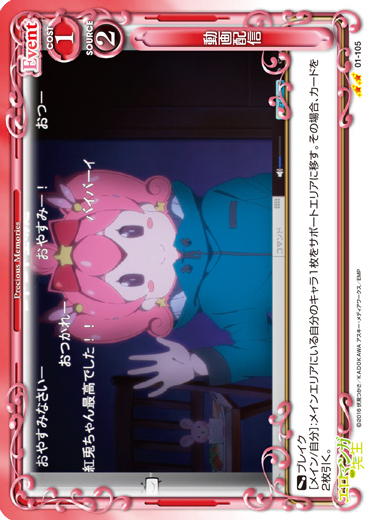 Event
COST
1
SOURCE
2
動画配信
Precious Memories
おやすみなさいー
おやすみー！
おつー
おつかれー
バイバーイ
紅兎ちゃん最高でした！！
コマンド
ブレイク
[メイン/自分]：メインエリアにいる自分のキャラ1枚をサポートエリアに移す。その場合、カードを
2枚引く。
エロマンガ
先生
©2016 伏見つかさ／KADOKAWA アスキー・メディアワークス／EMP
01-105